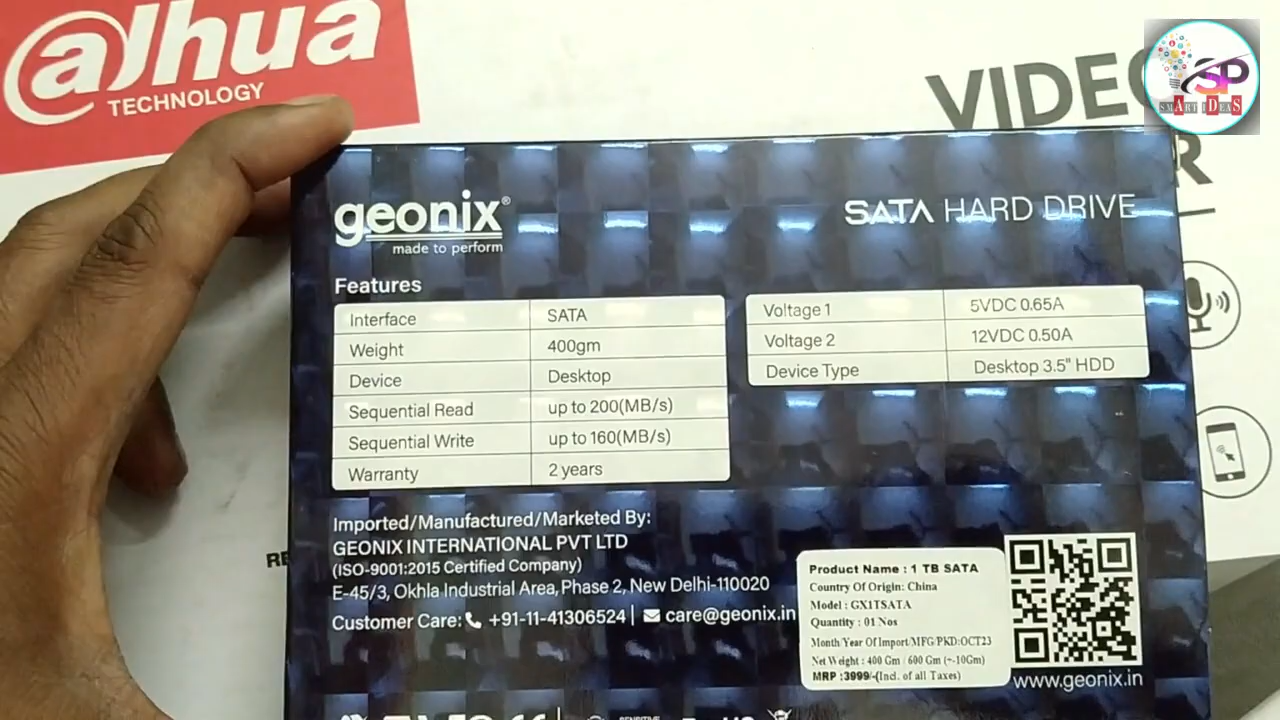 alhua
TECHNOLOGY
VIDEO
R
SP
SMART IDEAS
geonix®
made to perform
SATA HARD DRIVE
Features
Interface SATA
Weight 400gm
Device Desktop
Sequential Read up to 200(MB/s)
Sequential Write up to 160(MB/s)
Warranty 2 years
Voltage 1 5VDC 0.65A
Voltage 2 12VDC 0.50A
Device Type Desktop 3.5" HDD
Imported/Manufactured/Marketed By:
GEONIX INTERNATIONAL PVT LTD
(ISO-9001:2015 Certified Company)
E-45/3, Okhla Industrial Area, Phase 2, New Delhi-110020
Customer Care: +91-11-41306524 | care@geonix.in
Product Name : 1 TB SATA
Country Of Origin: China
Model : GX1TSATA
Quantity : 01 Nos
Month/Year Of Import/MFG/PKD:OCT23
Net Weight : 400 Gm / 600 Gm (+-10Gm)
MRP :3999/-(Incl. of all Taxes)
www.geonix.in